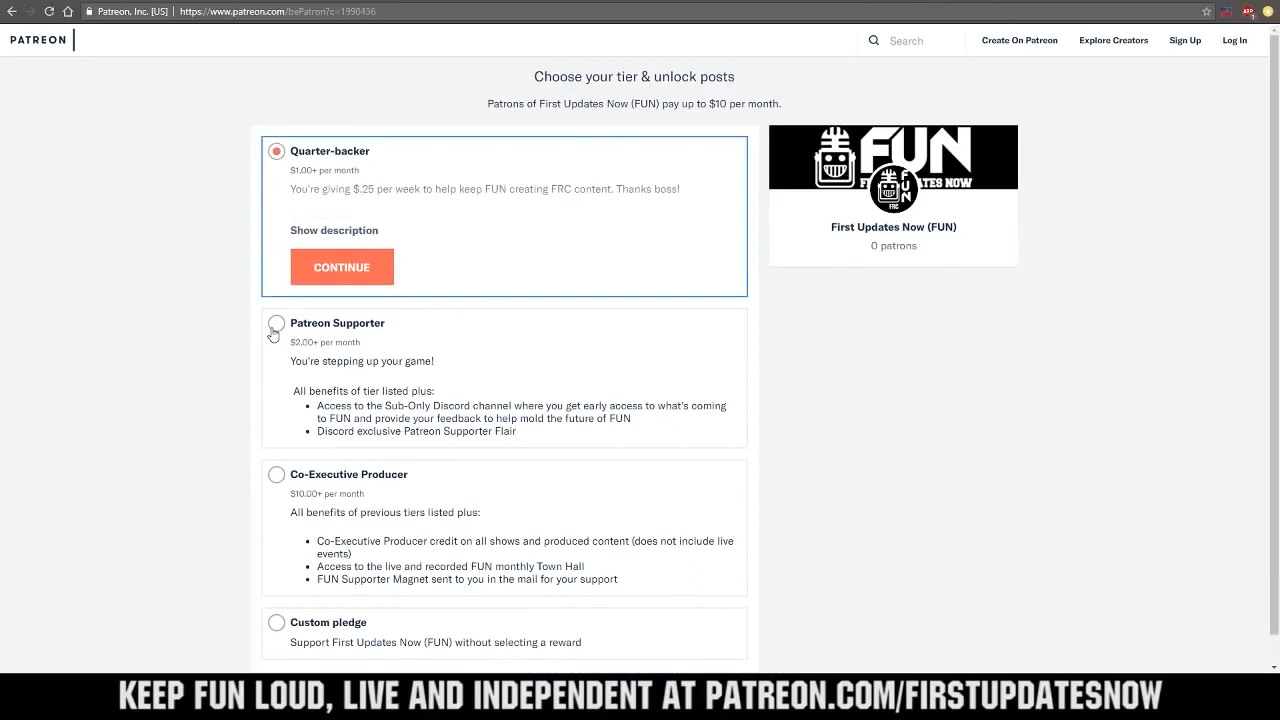 Patreon, Inc. [US] | https://www.patreon.com/bePatron?c=1990436
PATREON
Search
Create On Patreon
Explore Creators
Sign Up
Log In
Choose your tier & unlock posts
Patrons of First Updates Now (FUN) pay up to $10 per month.
Quarter-backer
$1.00+ per month
You're giving $.25 per week to help keep FUN creating FRC content. Thanks boss!
Show description
CONTINUE
Patreon Supporter
$2.00+ per month
You're stepping up your game!
All benefits of tier listed plus:
Access to the Sub-Only Discord channel where you get early access to what's coming
to FUN and provide your feedback to help mold the future of FUN
Discord exclusive Patreon Supporter Flair
Co-Executive Producer
$10.00+ per month
All benefits of previous tiers listed plus:
Co-Executive Producer credit on all shows and produced content (does not include live
events)
Access to the live and recorded FUN monthly Town Hall
FUN Supporter Magnet sent to you in the mail for your support
Custom pledge
Support First Updates Now (FUN) without selecting a reward
FUN
TES NOW
FUN
FRC
First Updates Now (FUN)
0 patrons
KEEP FUN LOUD, LIVE AND INDEPENDENT AT PATREON.COM/FIRSTUPDATESNOW